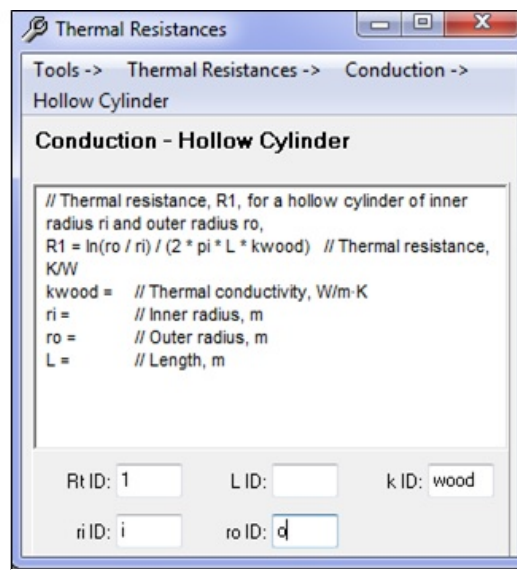 Thermal Resistances
Tools -> Thermal Resistances -> Conduction ->
Hollow Cylinder
Conduction - Hollow Cylinder
// Thermal resistance, R1, for a hollow cylinder of inner
radius ri and outer radius ro,
R1 = ln(ro / ri) / (2 * pi * L * kwood) // Thermal resistance,
K/W
kwood = // Thermal conductivity, W/m·K
ri = // Inner radius, m
ro = // Outer radius, m
L = // Length, m
Rt ID: 1 L ID: k ID: wood
ri ID: i ro ID: o